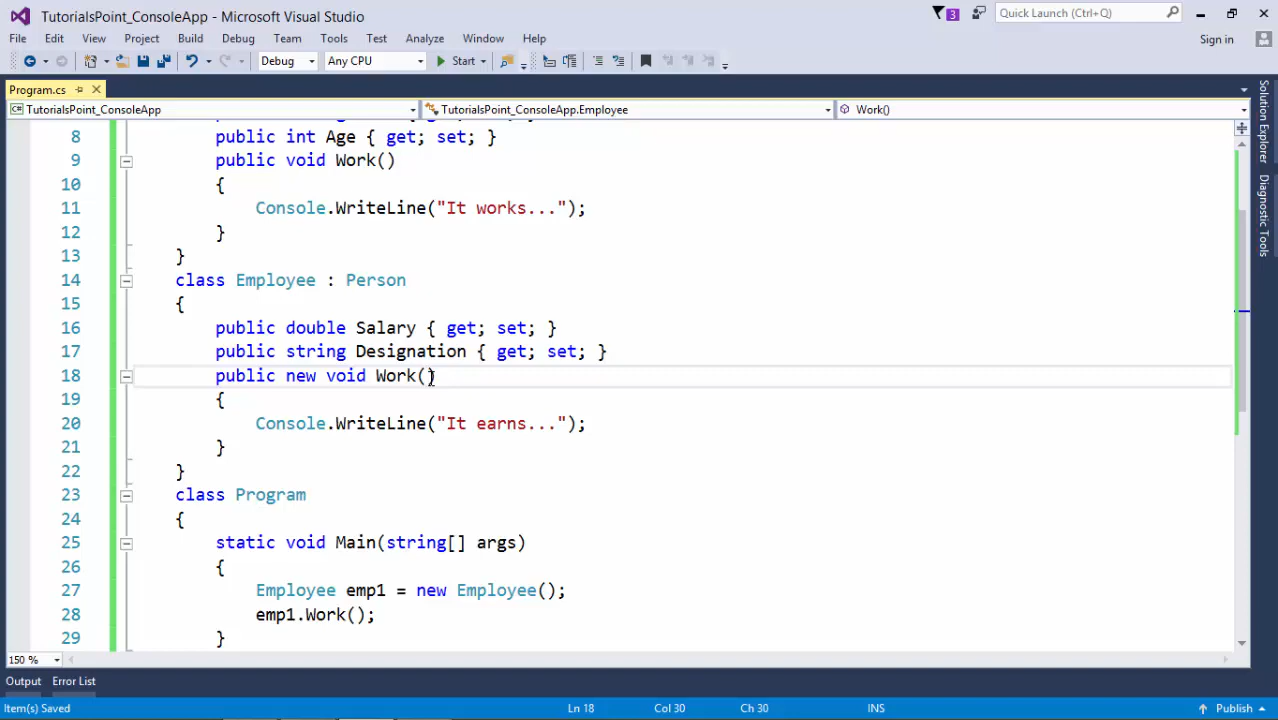 TutorialsPoint_ConsoleApp - Microsoft Visual Studio
3
Quick Launch (Ctrl+Q)
File Edit View Project Build Debug Team Tools Test Analyze Window Help
Sign in
Debug Any CPU Start
Program.cs
TutorialsPoint_ConsoleApp TutorialsPoint_ConsoleApp.Employee Work()
8 public int Age { get; set; }
9 public void Work()
10 {
11 Console.WriteLine("It works...");
12 }
13 }
14 class Employee : Person
15 {
16 public double Salary { get; set; }
17 public string Designation { get; set; }
18 public new void Work()
19 {
20 Console.WriteLine("It earns...");
21 }
22 }
23 class Program
24 {
25 static void Main(string[] args)
26 {
27 Employee emp1 = new Employee();
28 emp1.Work();
29 }
150 %
Solution Explorer
Diagnostic Tools
Output Error List
Item(s) Saved Ln 18 Col 30 Ch 30 INS Publish